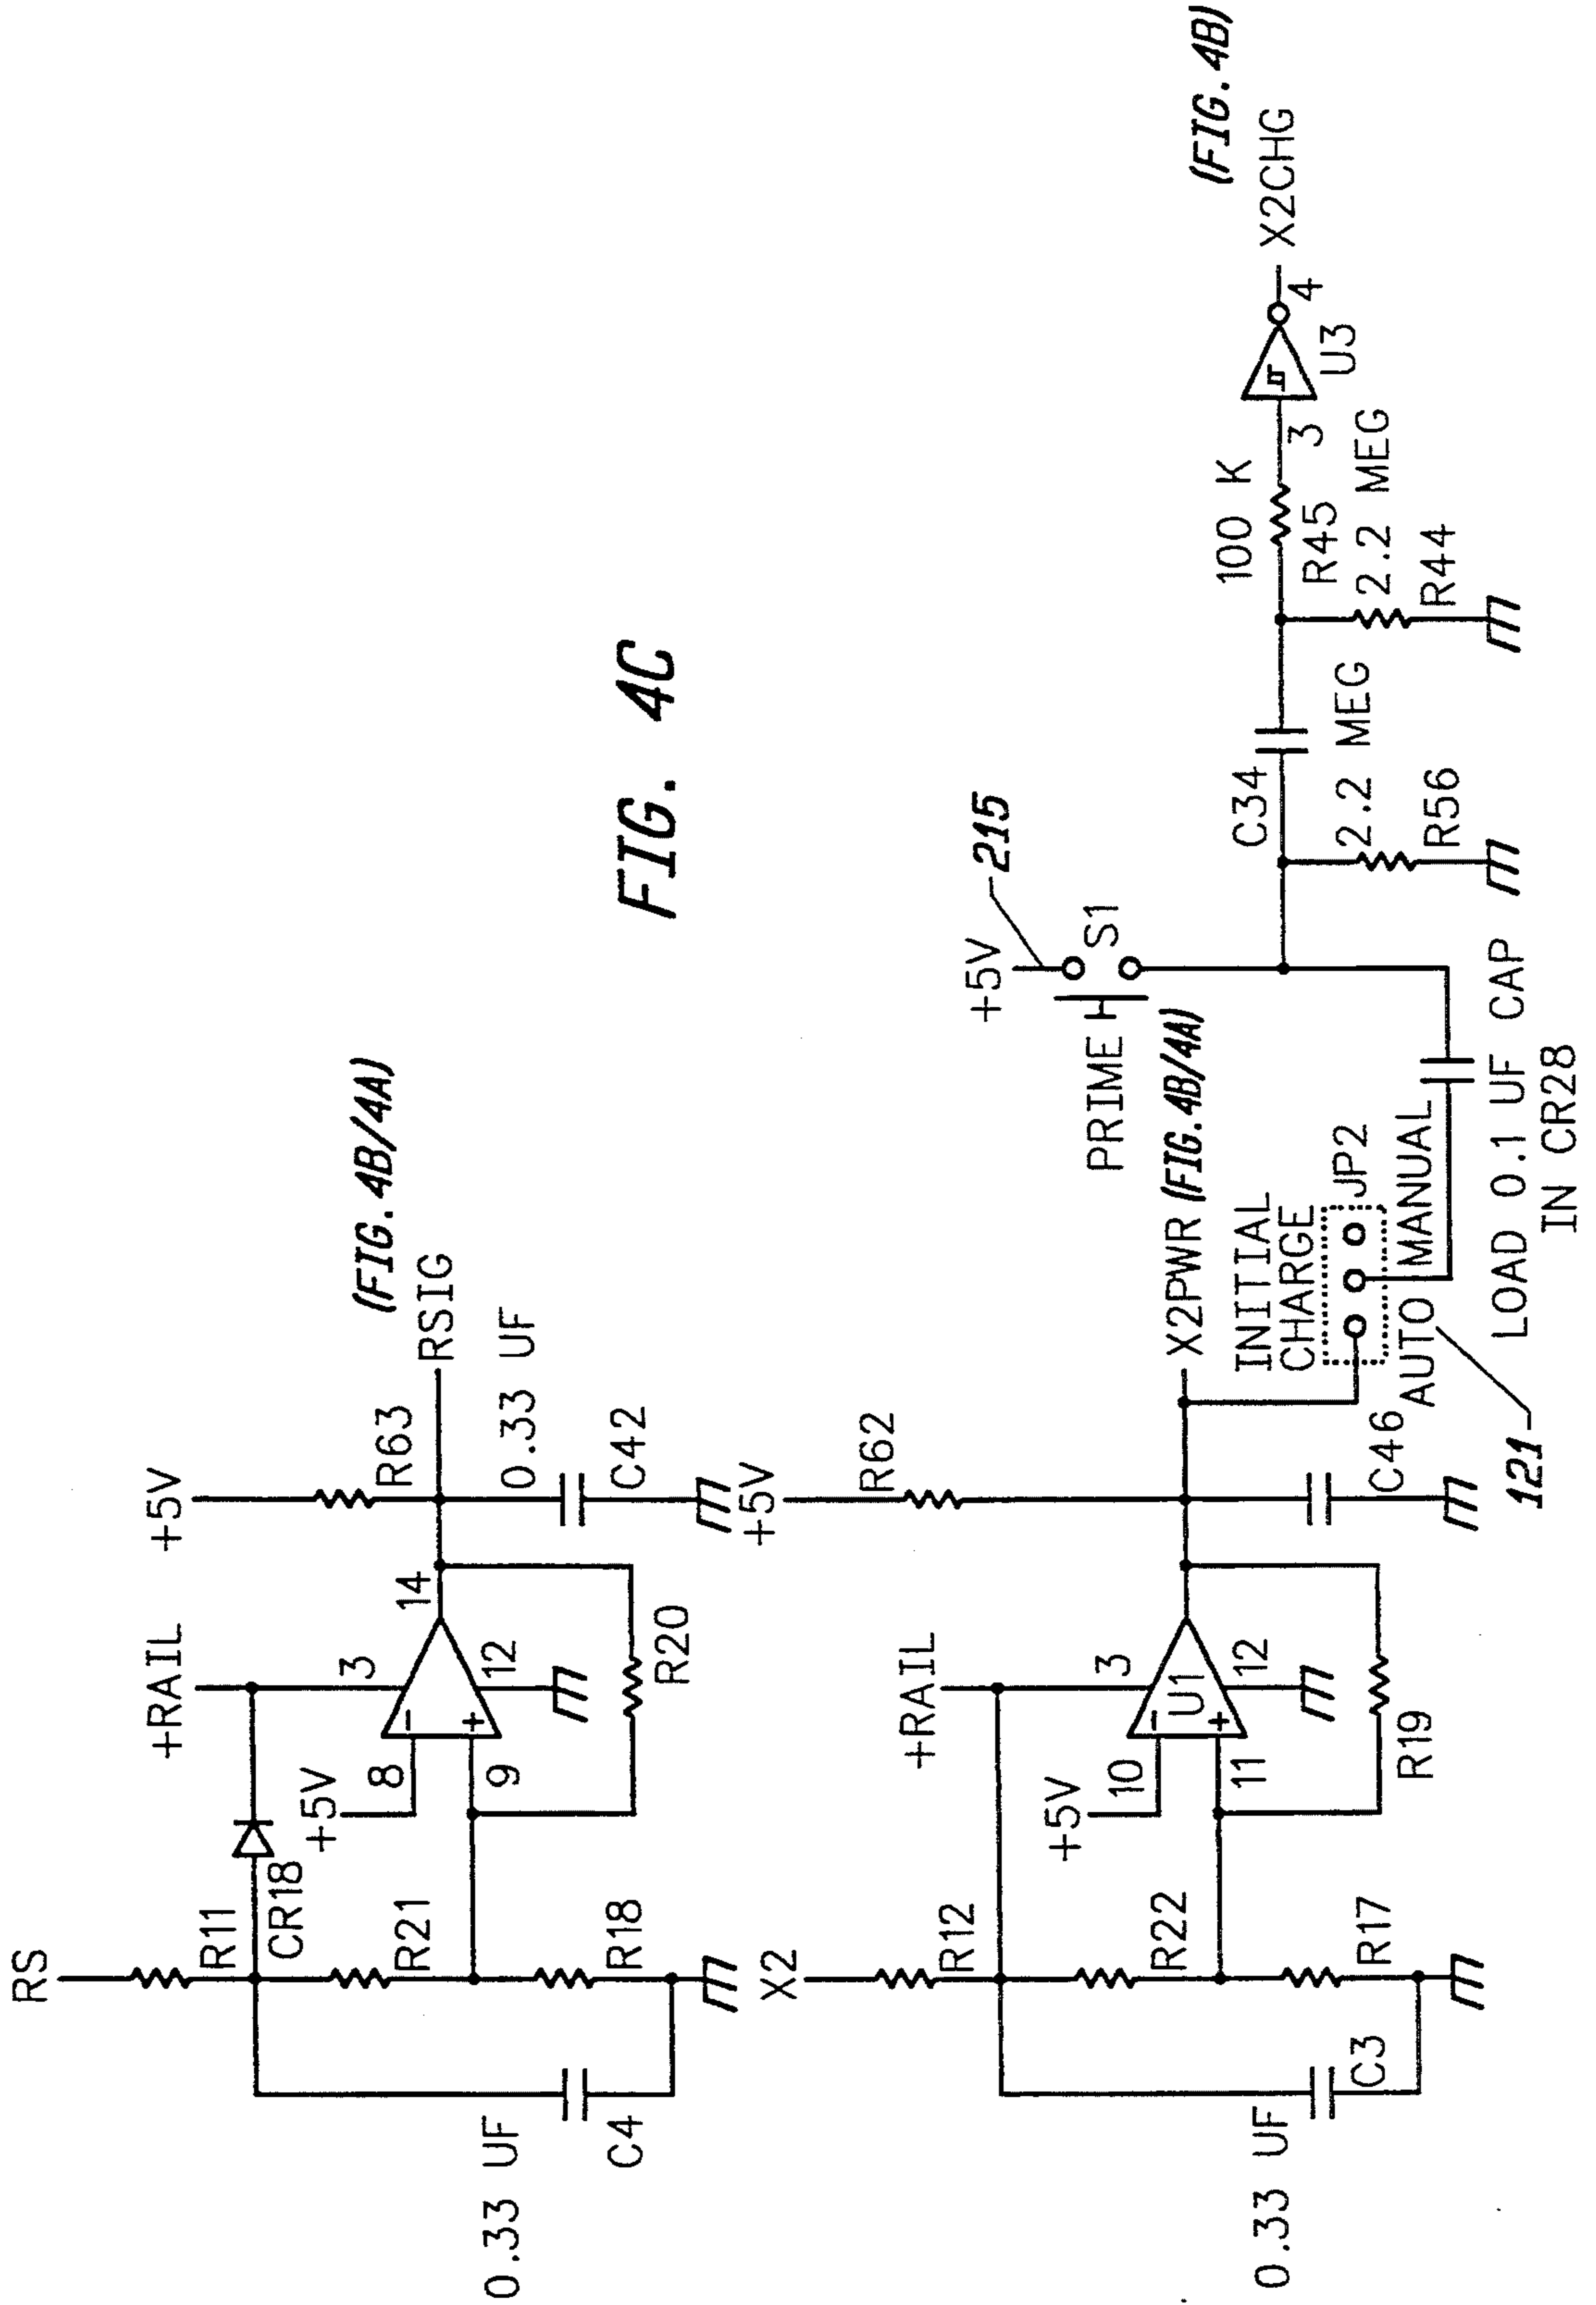 FIG. 4C
RS
R11
CR18
+RAIL
+5V
R63
(FIG. 4B/4A)
RSIG
3
14
8
9
12
R21
R18
R20
0.33 UF
C42
0.33 UF
C4
X2
R12
+RAIL
+5V
R62
X2PWR (FIG. 4B/4A)
+5V
10
11
3
12
U1
R22
R17
R19
C46
0.33 UF
C3
INITIAL
CHARGE
JP2
AUTO
MANUAL
121
PRIME
+5V
215
S1
LOAD 0.1 UF CAP
IN CR28
C34
2.2 MEG
R56
100 K
R45
2.2 MEG
R44
3
U3
4
X2CHG
(FIG. 4B)